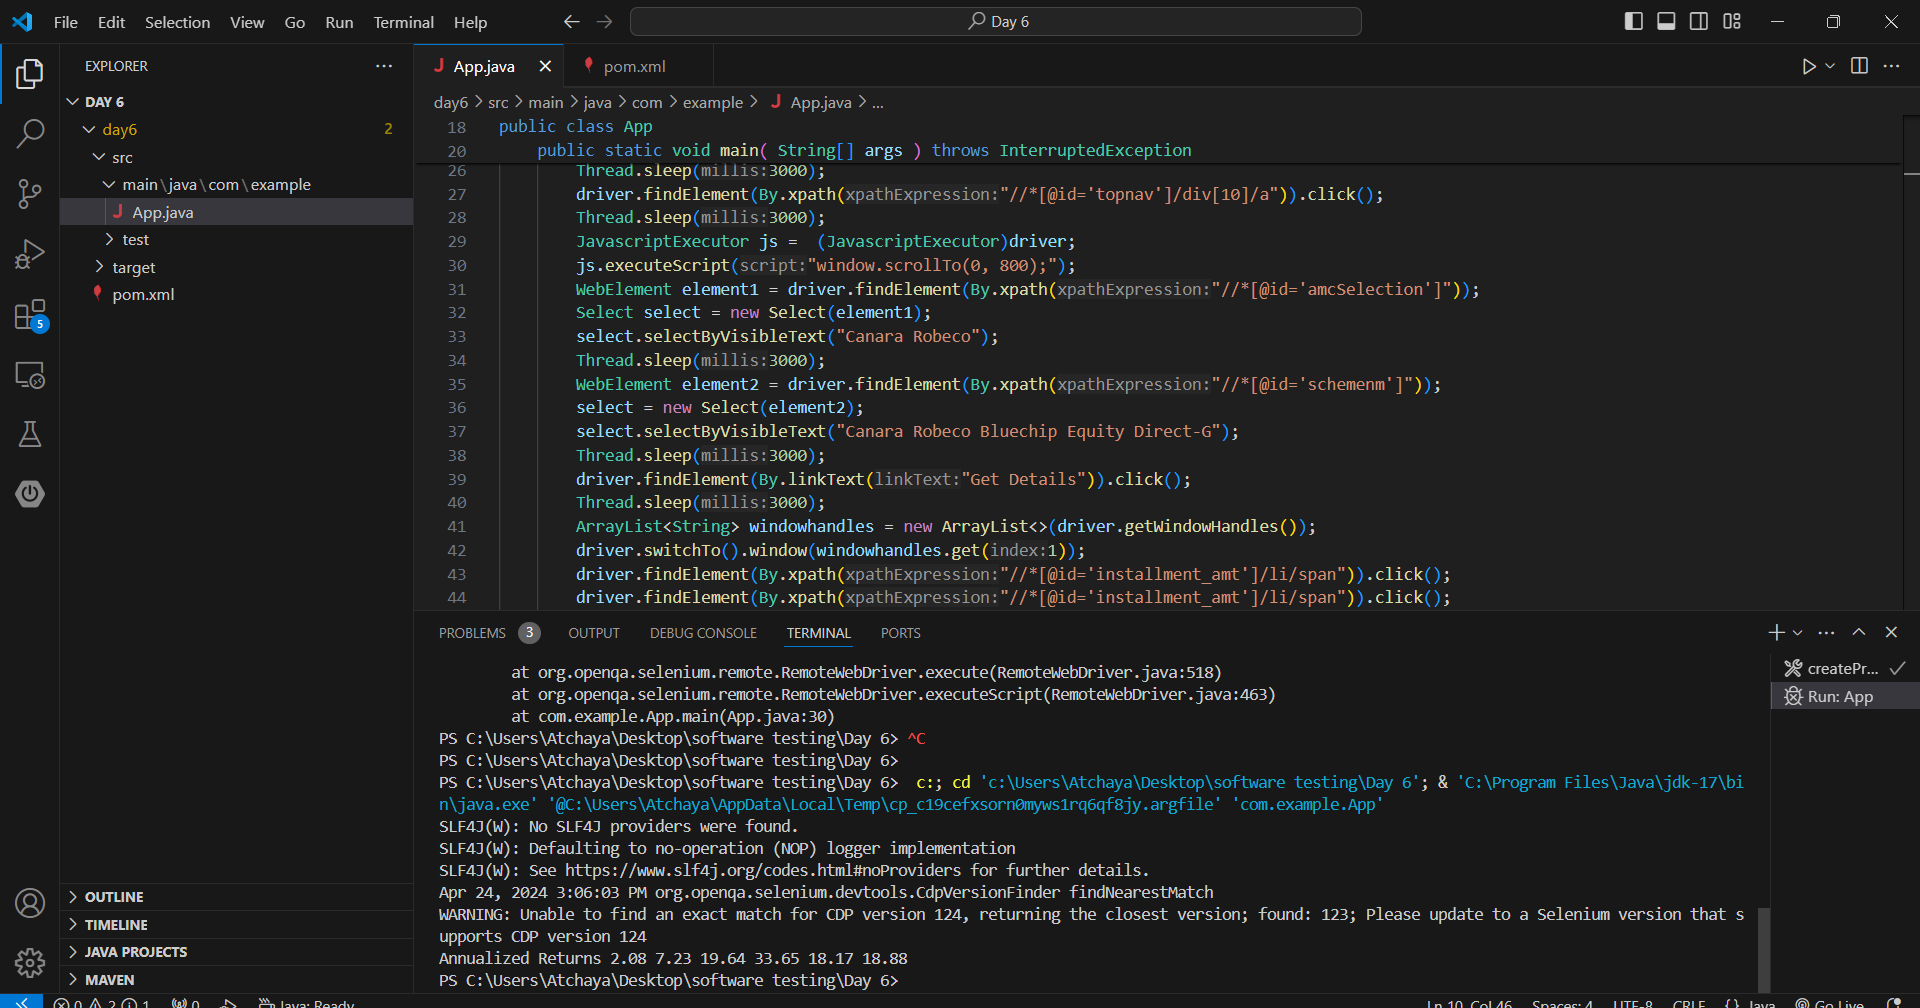 File Edit Selection View Go Run Terminal Help
Day 6
EXPLORER
DAY 6
day6 2
src
main\java\com\example
App.java
test
target
pom.xml
5
OUTLINE
TIMELINE
JAVA PROJECTS
MAVEN
App.java pom.xml
day6 > src > main > java > com > example > App.java > ...
18 public class App
20 public static void main( String[] args ) throws InterruptedException
26 Thread.sleep(millis:3000);
27 driver.findElement(By.xpath(xpathExpression:"//*[@id='topnav']/div[10]/a")).click();
28 Thread.sleep(millis:3000);
29 JavascriptExecutor js =  (JavascriptExecutor)driver;
30 js.executeScript(script:"window.scrollTo(0, 800);");
31 WebElement element1 = driver.findElement(By.xpath(xpathExpression:"//*[@id='amcSelection']"));
32 Select select = new Select(element1);
33 select.selectByVisibleText("Canara Robeco");
34 Thread.sleep(millis:3000);
35 WebElement element2 = driver.findElement(By.xpath(xpathExpression:"//*[@id='schemenm']"));
36 select = new Select(element2);
37 select.selectByVisibleText("Canara Robeco Bluechip Equity Direct-G");
38 Thread.sleep(millis:3000);
39 driver.findElement(By.linkText(linkText:"Get Details")).click();
40 Thread.sleep(millis:3000);
41 ArrayList<String> windowhandles = new ArrayList<>(driver.getWindowHandles());
42 driver.switchTo().window(windowhandles.get(index:1));
43 driver.findElement(By.xpath(xpathExpression:"//*[@id='installment_amt']/li/span")).click();
44 driver.findElement(By.xpath(xpathExpression:"//*[@id='installment_amt']/li/span")).click();
PROBLEMS 3 OUTPUT DEBUG CONSOLE TERMINAL PORTS
at org.openqa.selenium.remote.RemoteWebDriver.execute(RemoteWebDriver.java:518)
at org.openqa.selenium.remote.RemoteWebDriver.executeScript(RemoteWebDriver.java:463)
at com.example.App.main(App.java:30)
PS C:\Users\Atchaya\Desktop\software testing\Day 6> ^C
PS C:\Users\Atchaya\Desktop\software testing\Day 6>
PS C:\Users\Atchaya\Desktop\software testing\Day 6>  c:; cd 'c:\Users\Atchaya\Desktop\software testing\Day 6'; & 'C:\Program Files\Java\jdk-17\bi
n\java.exe' '@C:\Users\Atchaya\AppData\Local\Temp\cp_c19cefxsorn0myws1rq6qf8jy.argfile' 'com.example.App'
SLF4J(W): No SLF4J providers were found.
SLF4J(W): Defaulting to no-operation (NOP) logger implementation
SLF4J(W): See https://www.slf4j.org/codes.html#noProviders for further details.
Apr 24, 2024 3:06:03 PM org.openqa.selenium.devtools.CdpVersionFinder findNearestMatch
WARNING: Unable to find an exact match for CDP version 124, returning the closest version; found: 123; Please update to a Selenium version that s
upports CDP version 124
Annualized Returns 2.08 7.23 19.64 33.65 18.17 18.88
PS C:\Users\Atchaya\Desktop\software testing\Day 6>
createPr...
Run: App
0 2 1 0 Java: Ready Ln 10, Col 46 Spaces: 4 UTF-8 CRLF {} Java Go Live